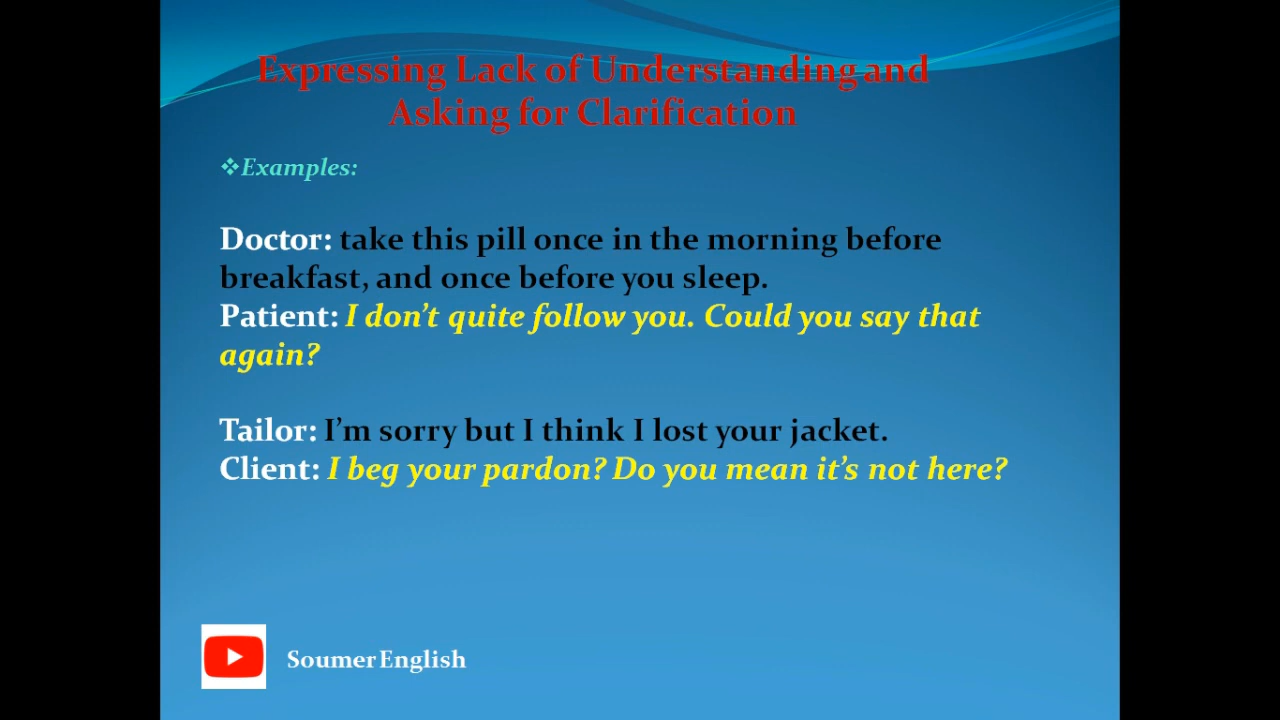 Expressing Lack of Understanding and
Asking for Clarification
❖Examples:
Doctor: take this pill once in the morning before
breakfast, and once before you sleep.
Patient: I don’t quite follow you. Could you say that
again?
Tailor: I’m sorry but I think I lost your jacket.
Client: I beg your pardon? Do you mean it’s not here?
Soumer English